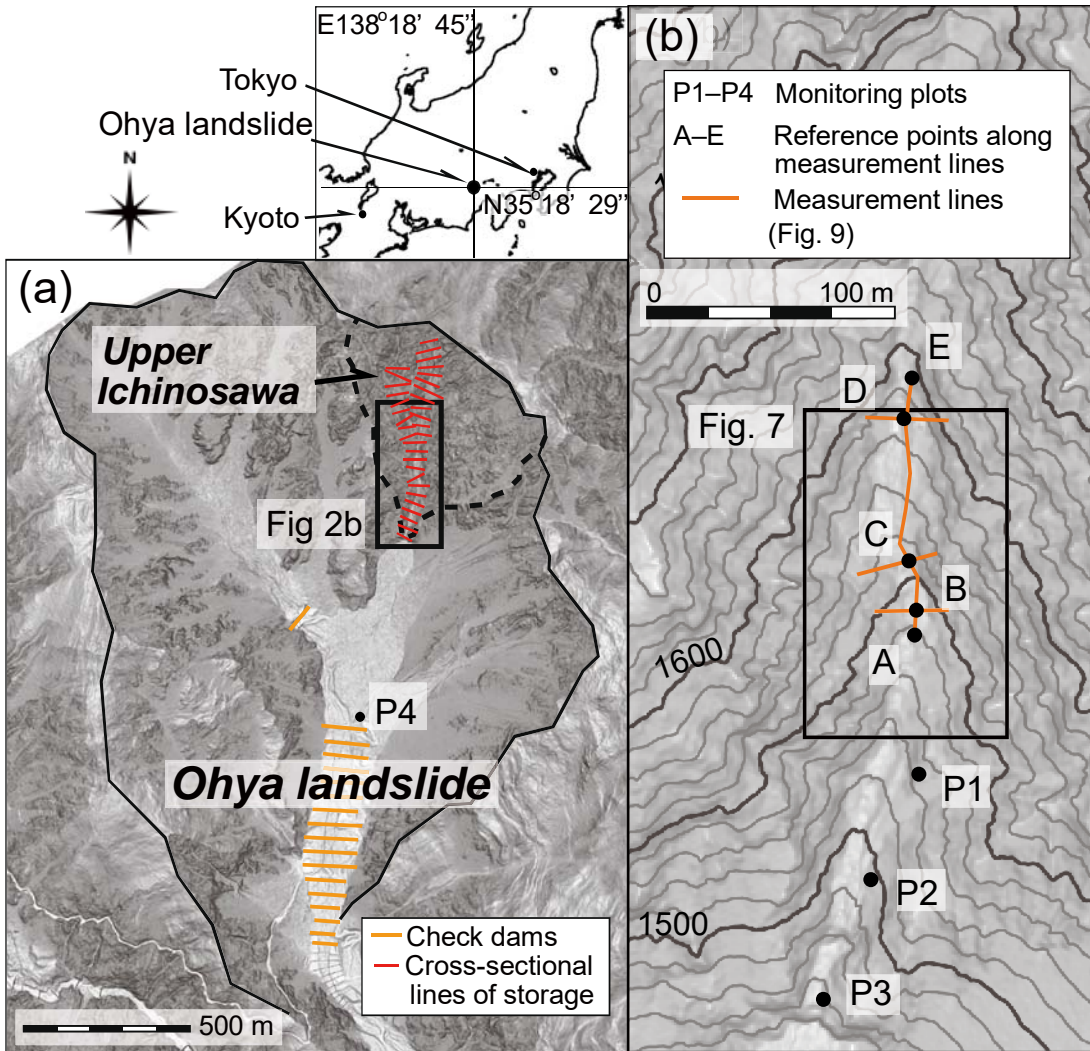 E138°18’ 45”
Tokyo
Ohya landslide
N
Kyoto
N35°18’ 29”
(a)
Upper
Ichinosawa
Fig 2b
P4
Ohya landslide
Check dams
Cross-sectional
lines of storage
500 m
(b)
P1–P4 Monitoring plots
A–E Reference points along
measurement lines
Measurement lines
(Fig. 9)
0 100 m
E
D
Fig. 7
C
B
1600
A
P1
P2
1500
P3